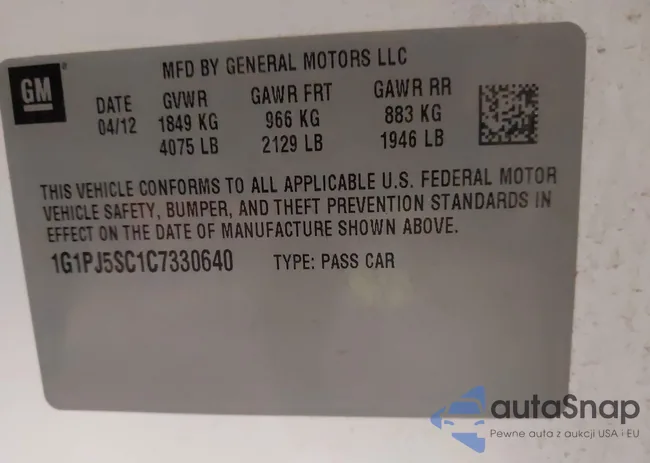 GM
®
MFD BY GENERAL MOTORS LLC
DATE GVWR GAWR FRT GAWR RR
04/12 1849 KG 966 KG 883 KG
4075 LB 2129 LB 1946 LB
THIS VEHICLE CONFORMS TO ALL APPLICABLE U.S. FEDERAL MOTOR
VEHICLE SAFETY, BUMPER, AND THEFT PREVENTION STANDARDS IN
EFFECT ON THE DATE OF MANUFACTURE SHOWN ABOVE.
1G1PJ5SC1C7330640 TYPE: PASS CAR
autaSnap
Pewne auta z aukcji USA i EU